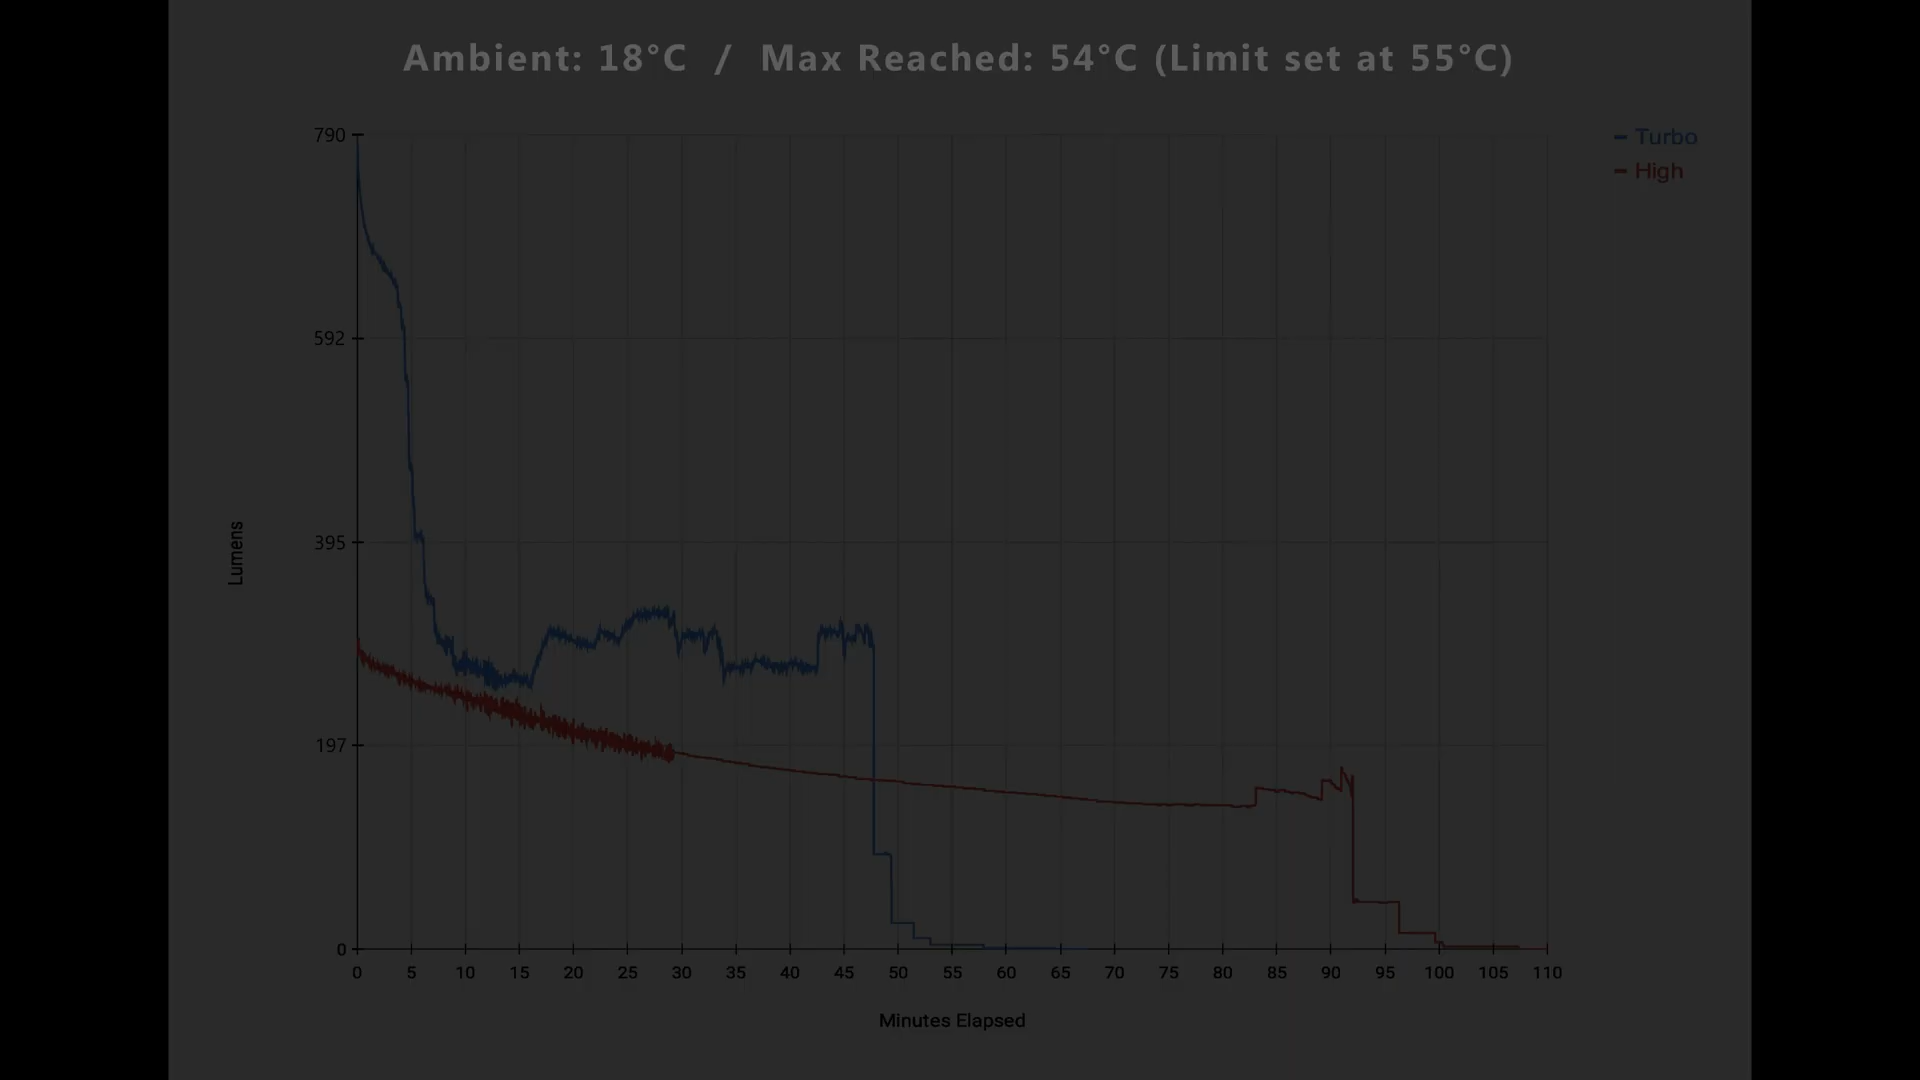 Ambient: 18°C / Max Reached: 54°C (Limit set at 55°C)
790
Turbo
High
592
Lumens
395
197
0
0 5 10 15 20 25 30 35 40 45 50 55 60 65 70 75 80 85 90 95 100 105 110
Minutes Elapsed